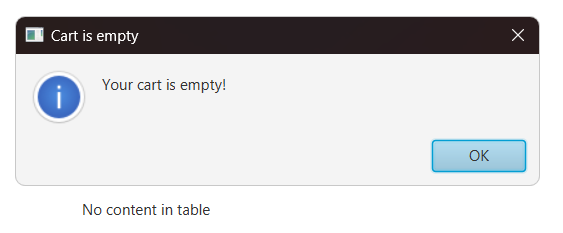 Cart is empty
Your cart is empty!
OK
No content in table